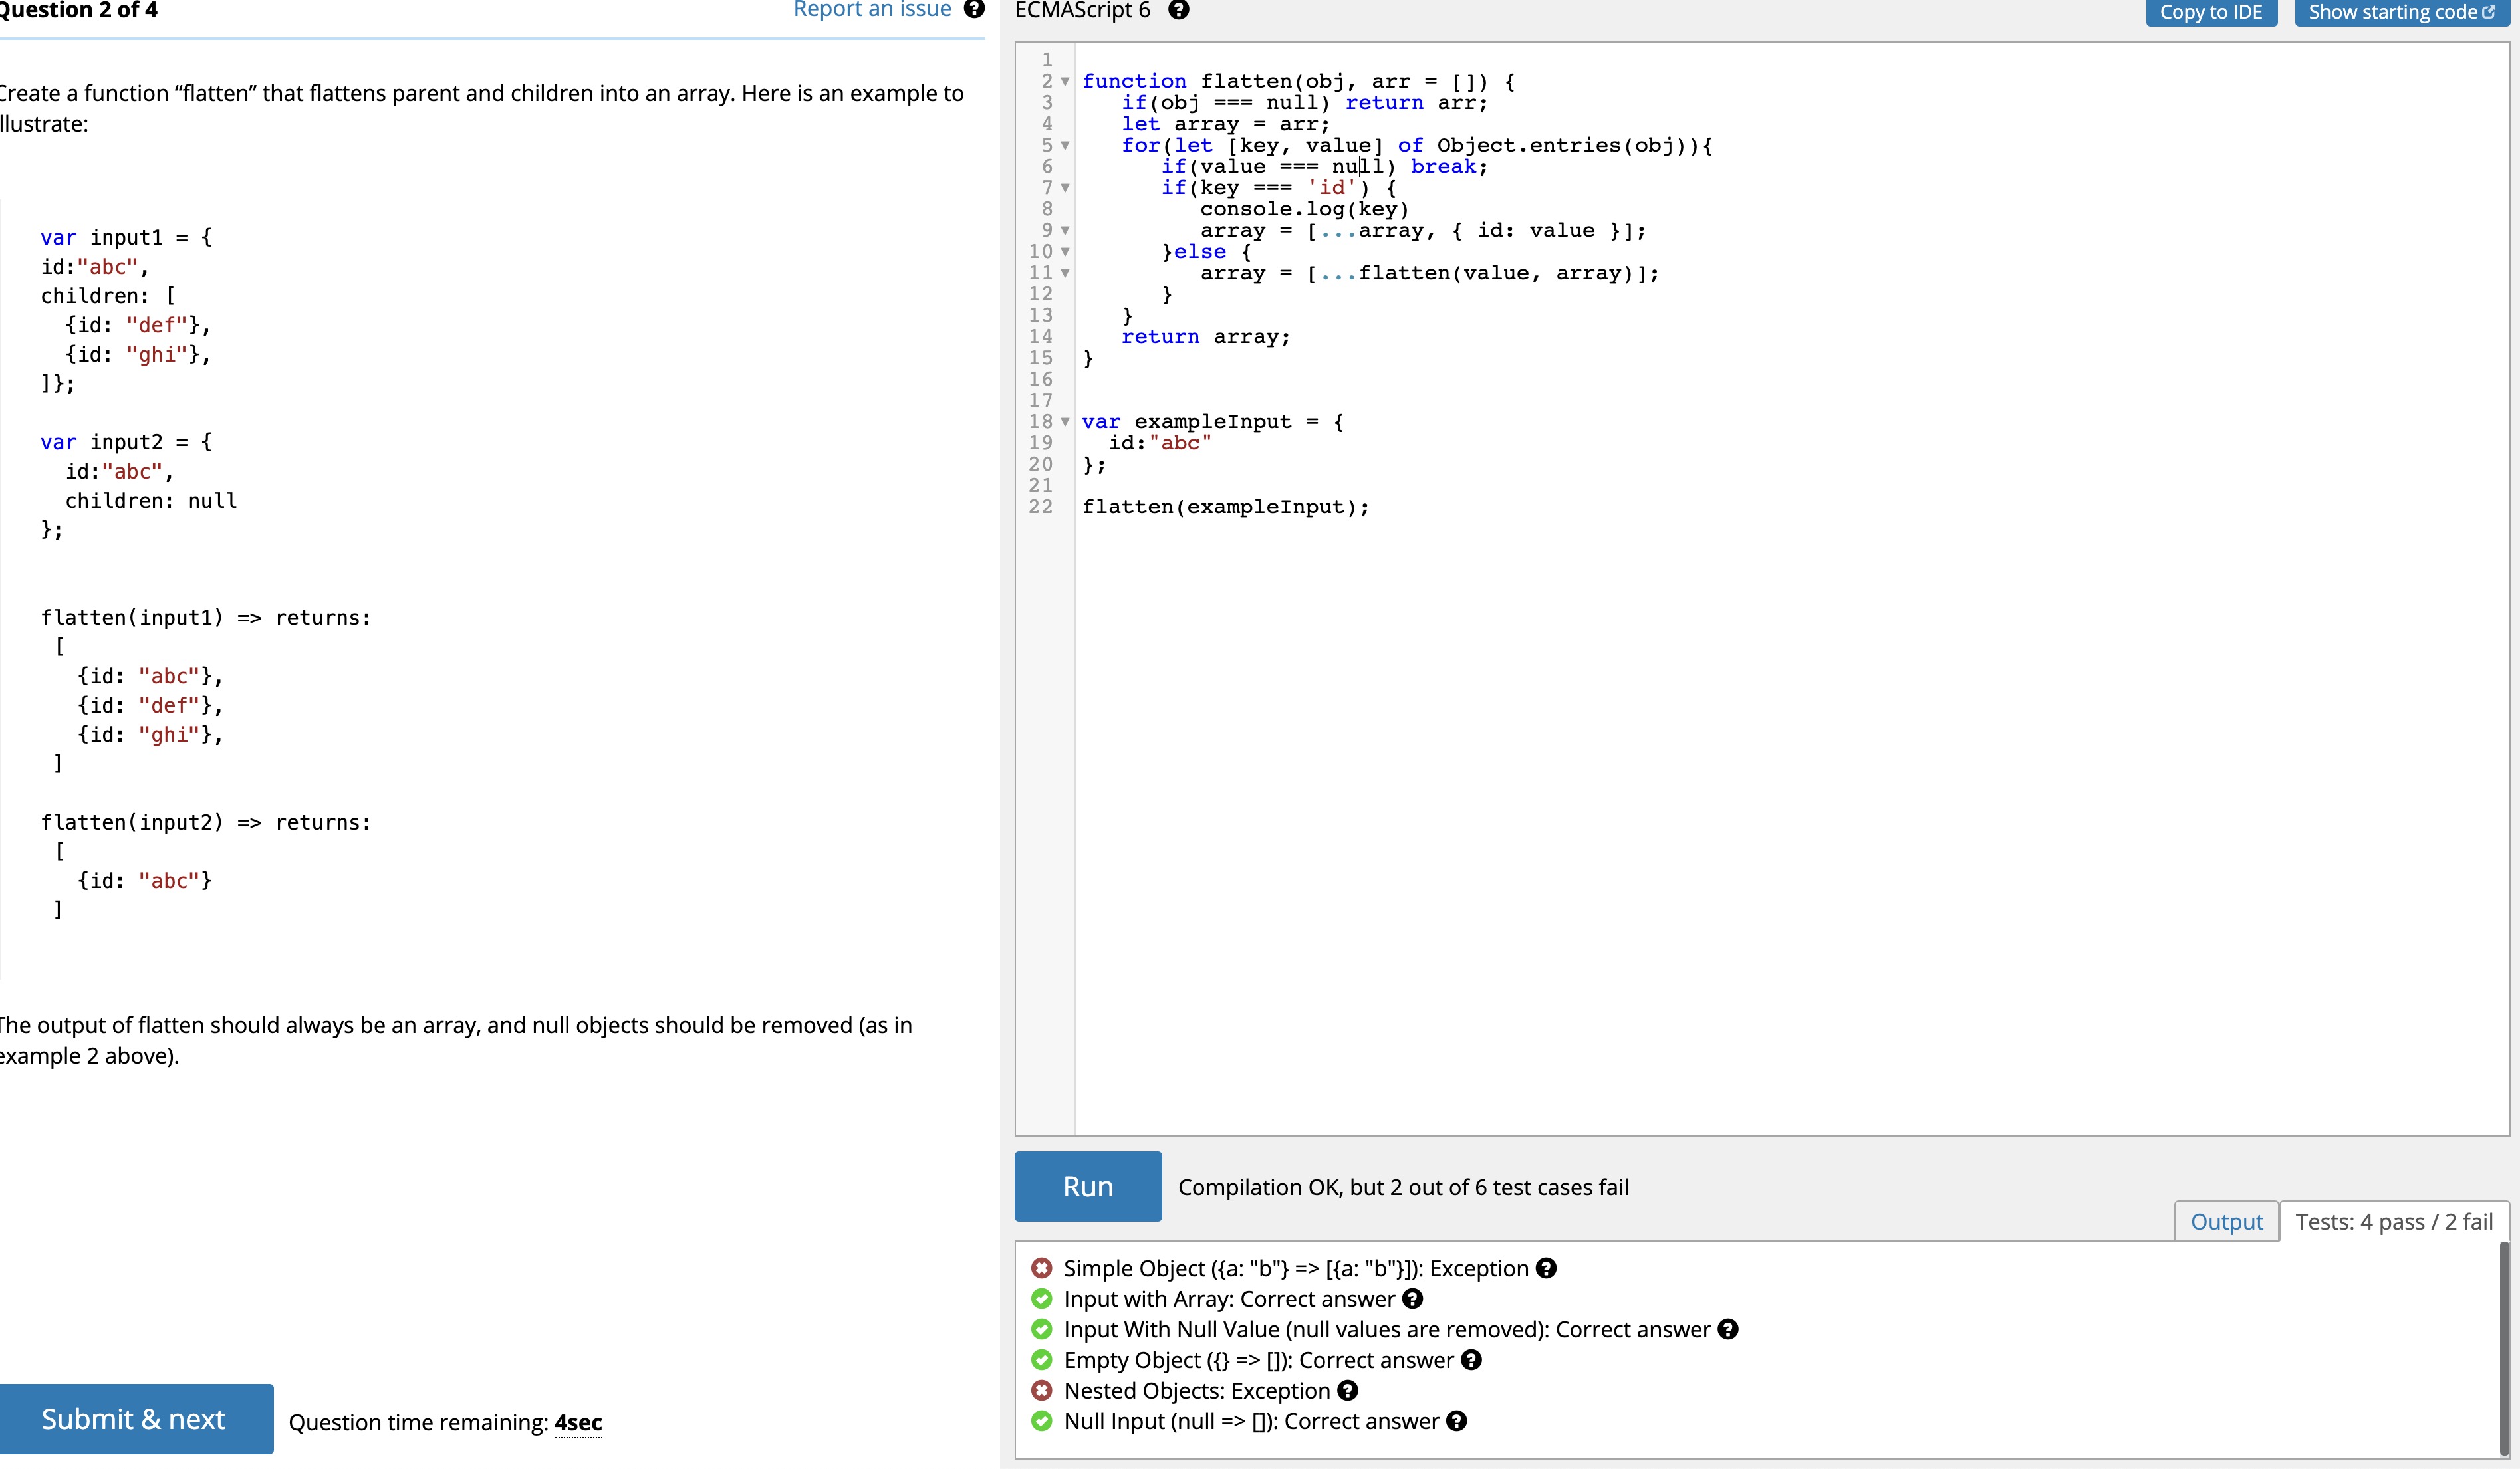 Question 2 of 4
Report an issue ?
Create a function “flatten” that flattens parent and children into an array. Here is an example to
illustrate:
var input1 = {
id:"abc",
children: [
  {id: "def"},
  {id: "ghi"},
]};
var input2 = {
  id:"abc",
  children: null
};
flatten(input1) => returns:
 [
   {id: "abc"},
   {id: "def"},
   {id: "ghi"},
 ]
flatten(input2) => returns:
 [
   {id: "abc"}
 ]
The output of flatten should always be an array, and null objects should be removed (as in
example 2 above).
Submit & next
Question time remaining: 4sec
ECMAScript 6 ?
Copy to IDE
Show starting code
1
2 function flatten(obj, arr = []) {
3    if(obj === null) return arr;
4    let array = arr;
5    for(let [key, value] of Object.entries(obj)){
6       if(value === null) break;
7       if(key === 'id') {
8          console.log(key)
9          array = [...array, { id: value }];
10       }else {
11          array = [...flatten(value, array)];
12       }
13    }
14    return array;
15 }
16
17
18 var exampleInput = {
19   id:"abc"
20 };
21
22 flatten(exampleInput);
Run
Compilation OK, but 2 out of 6 test cases fail
Output
Tests: 4 pass / 2 fail
Simple Object ({a: "b"} => [{a: "b"}]): Exception ?
Input with Array: Correct answer ?
Input With Null Value (null values are removed): Correct answer ?
Empty Object ({} => []): Correct answer ?
Nested Objects: Exception ?
Null Input (null => []): Correct answer ?